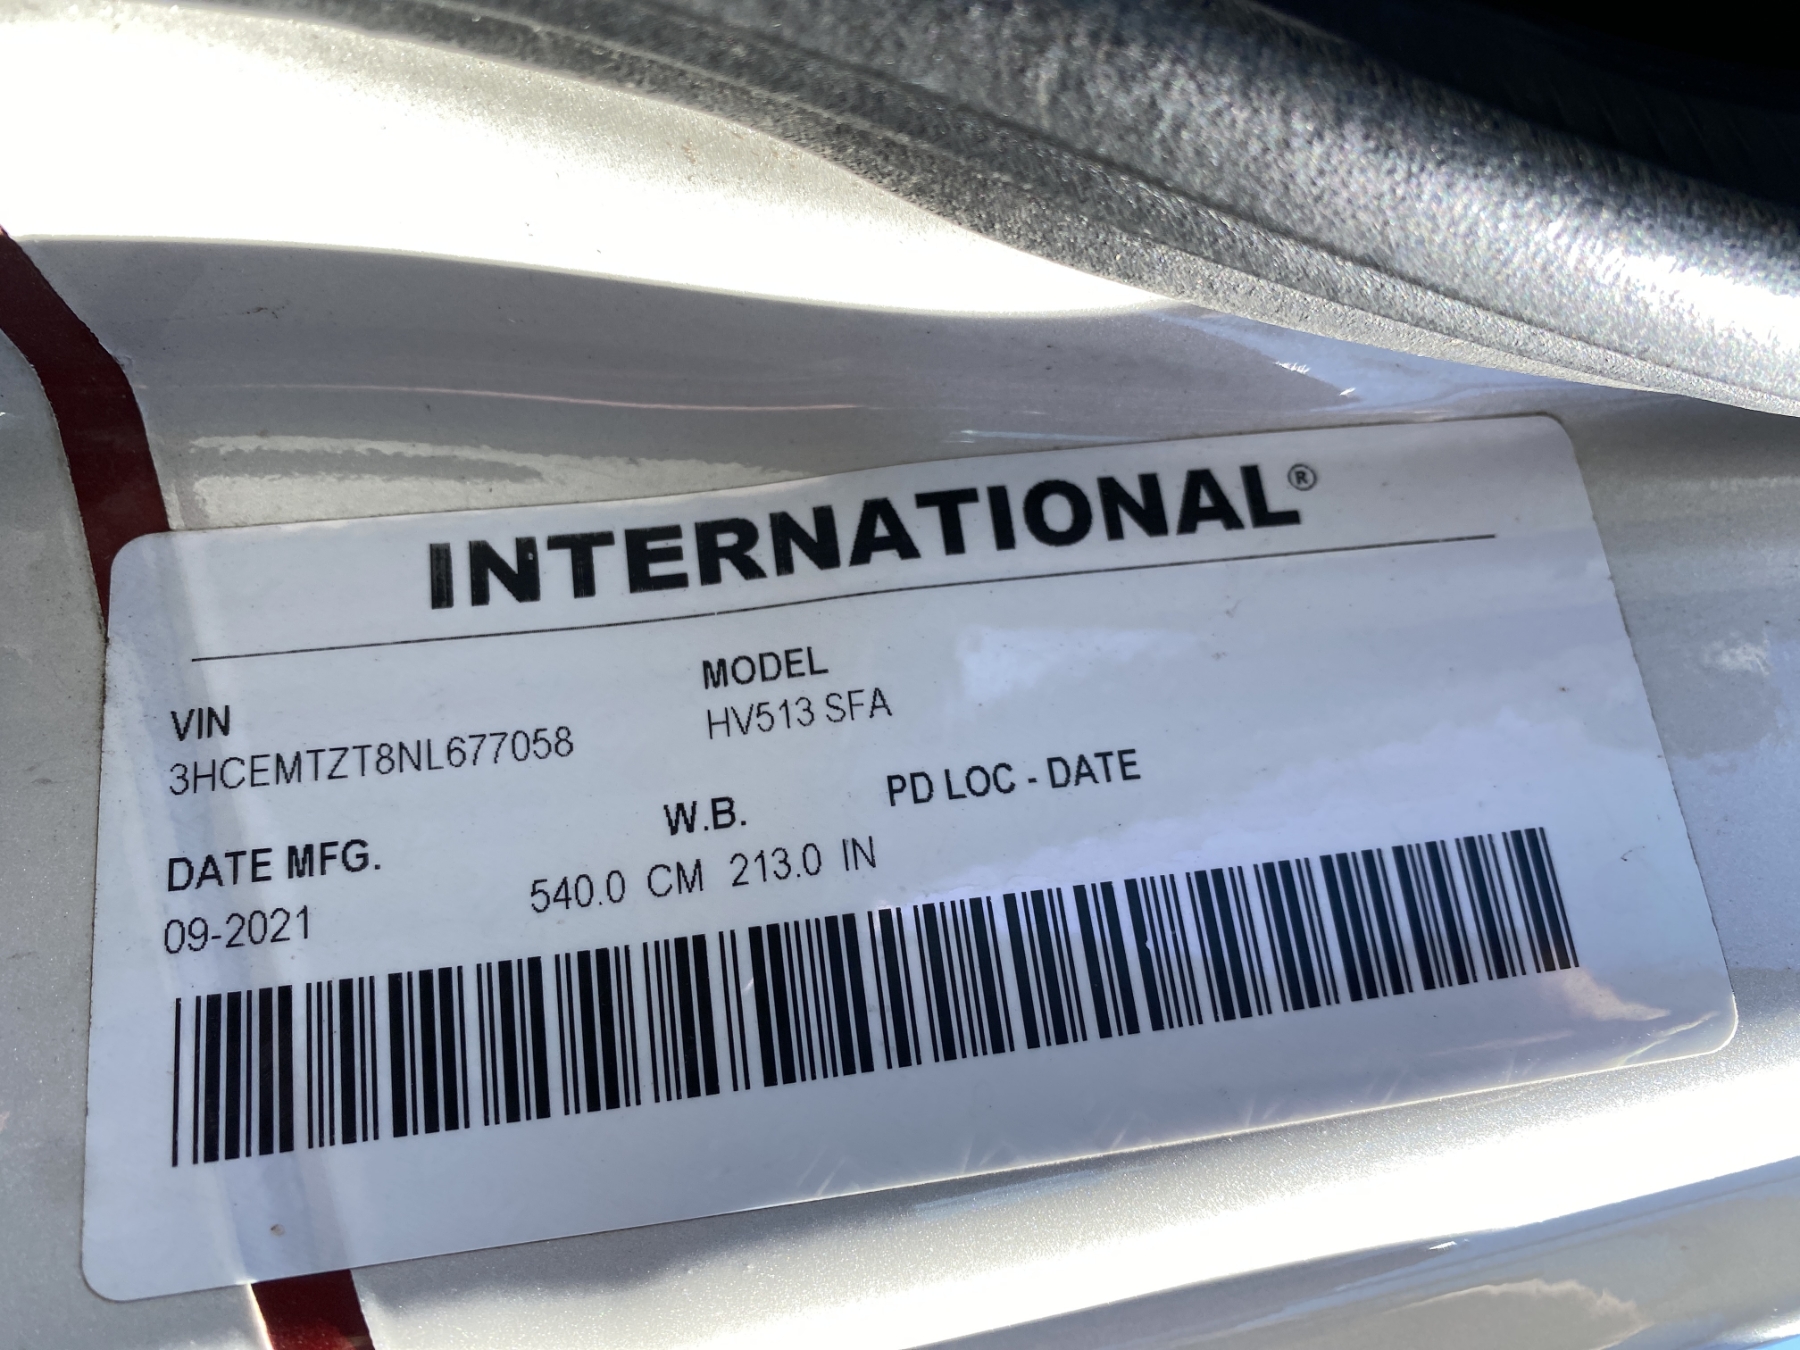 INTERNATIONAL®
VIN
3HCEMTZT8NL677058
MODEL
HV513 SFA
DATE MFG.
09-2021
W.B.
540.0 CM 213.0 IN
PD LOC - DATE